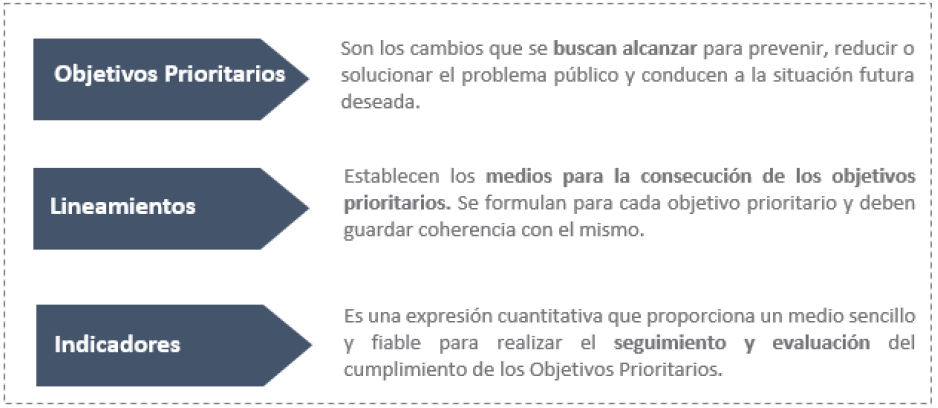 Objetivos Prioritarios
Son los cambios que se buscan alcanzar para prevenir, reducir o
solucionar el problema público y conducen a la situación futura
deseada.
Lineamientos
Establecen los medios para la consecución de los objetivos
prioritarios. Se formulan para cada objetivo prioritario y deben
guardar coherencia con el mismo.
Indicadores
Es una expresión cuantitativa que proporciona un medio sencillo
y fiable para realizar el seguimiento y evaluación del
cumplimiento de los Objetivos Prioritarios.